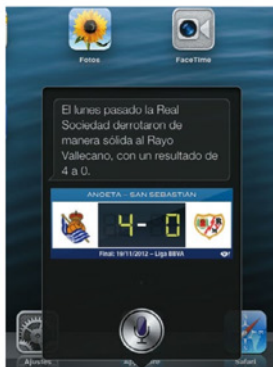 Fotos
FaceTime
El lunes pasado la Real
Sociedad derrotaron de
manera sólida al Rayo
Vallecano, con un resultado de
4 a 0.
ANOETA - SAN SEBASTIÁN
4- 0
Final: 19/11/2012 - Liga BBVA
Ajustes
Safari